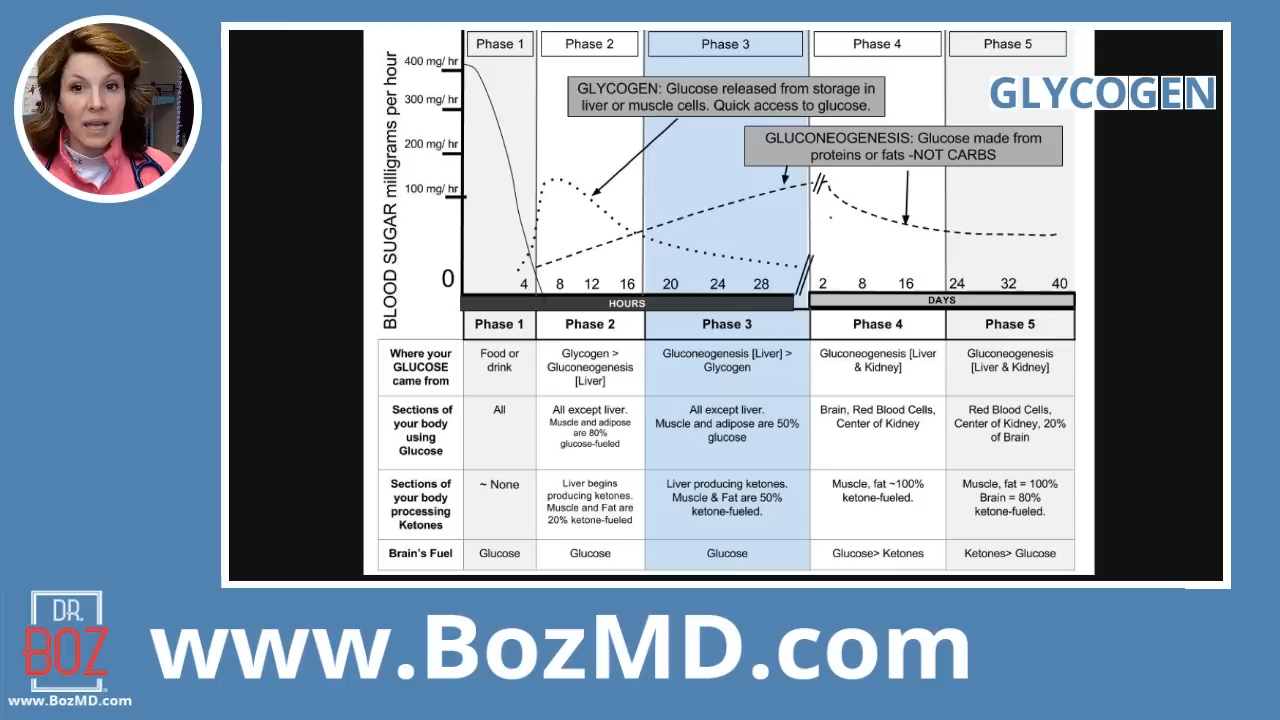 Phase 1
Phase 2
Phase 3
Phase 4
Phase 5
GLYCOGEN
BLOOD SUGAR milligrams per hour
400 mg/ hr
300 mg/ hr
200 mg/ hr
100 mg/ hr
0
GLYCOGEN: Glucose released from storage in
liver or muscle cells. Quick access to glucose.
GLUCONEOGENESIS: Glucose made from
proteins or fats -NOT CARBS
4 8 12 16 20 24 28 2 8 16 24 32 40
HOURS
DAYS
Phase 1
Phase 2
Phase 3
Phase 4
Phase 5
Where your
GLUCOSE
came from
Food or
drink
Glycogen >
Gluconeogenesis
[Liver]
Gluconeogenesis [Liver] >
Glycogen
Gluconeogenesis [Liver
& Kidney]
Gluconeogenesis
[Liver & Kidney]
Sections of
your body
using
Glucose
All
All except liver.
Muscle and adipose
are 80%
glucose-fueled
All except liver.
Muscle and adipose are 50%
glucose
Brain, Red Blood Cells,
Center of Kidney
Red Blood Cells,
Center of Kidney, 20%
of Brain
Sections of
your body
processing
Ketones
~ None
Liver begins
producing ketones.
Muscle and Fat are
20% ketone-fueled
Liver producing ketones.
Muscle & Fat are 50%
ketone-fueled.
Muscle, fat ~100%
ketone-fueled.
Muscle, fat = 100%
Brain = 80%
ketone-fueled.
Brain's Fuel
Glucose
Glucose
Glucose
Glucose> Ketones
Ketones> Glucose
DR.
BOZ
www.BozMD.com
www.BozMD.com